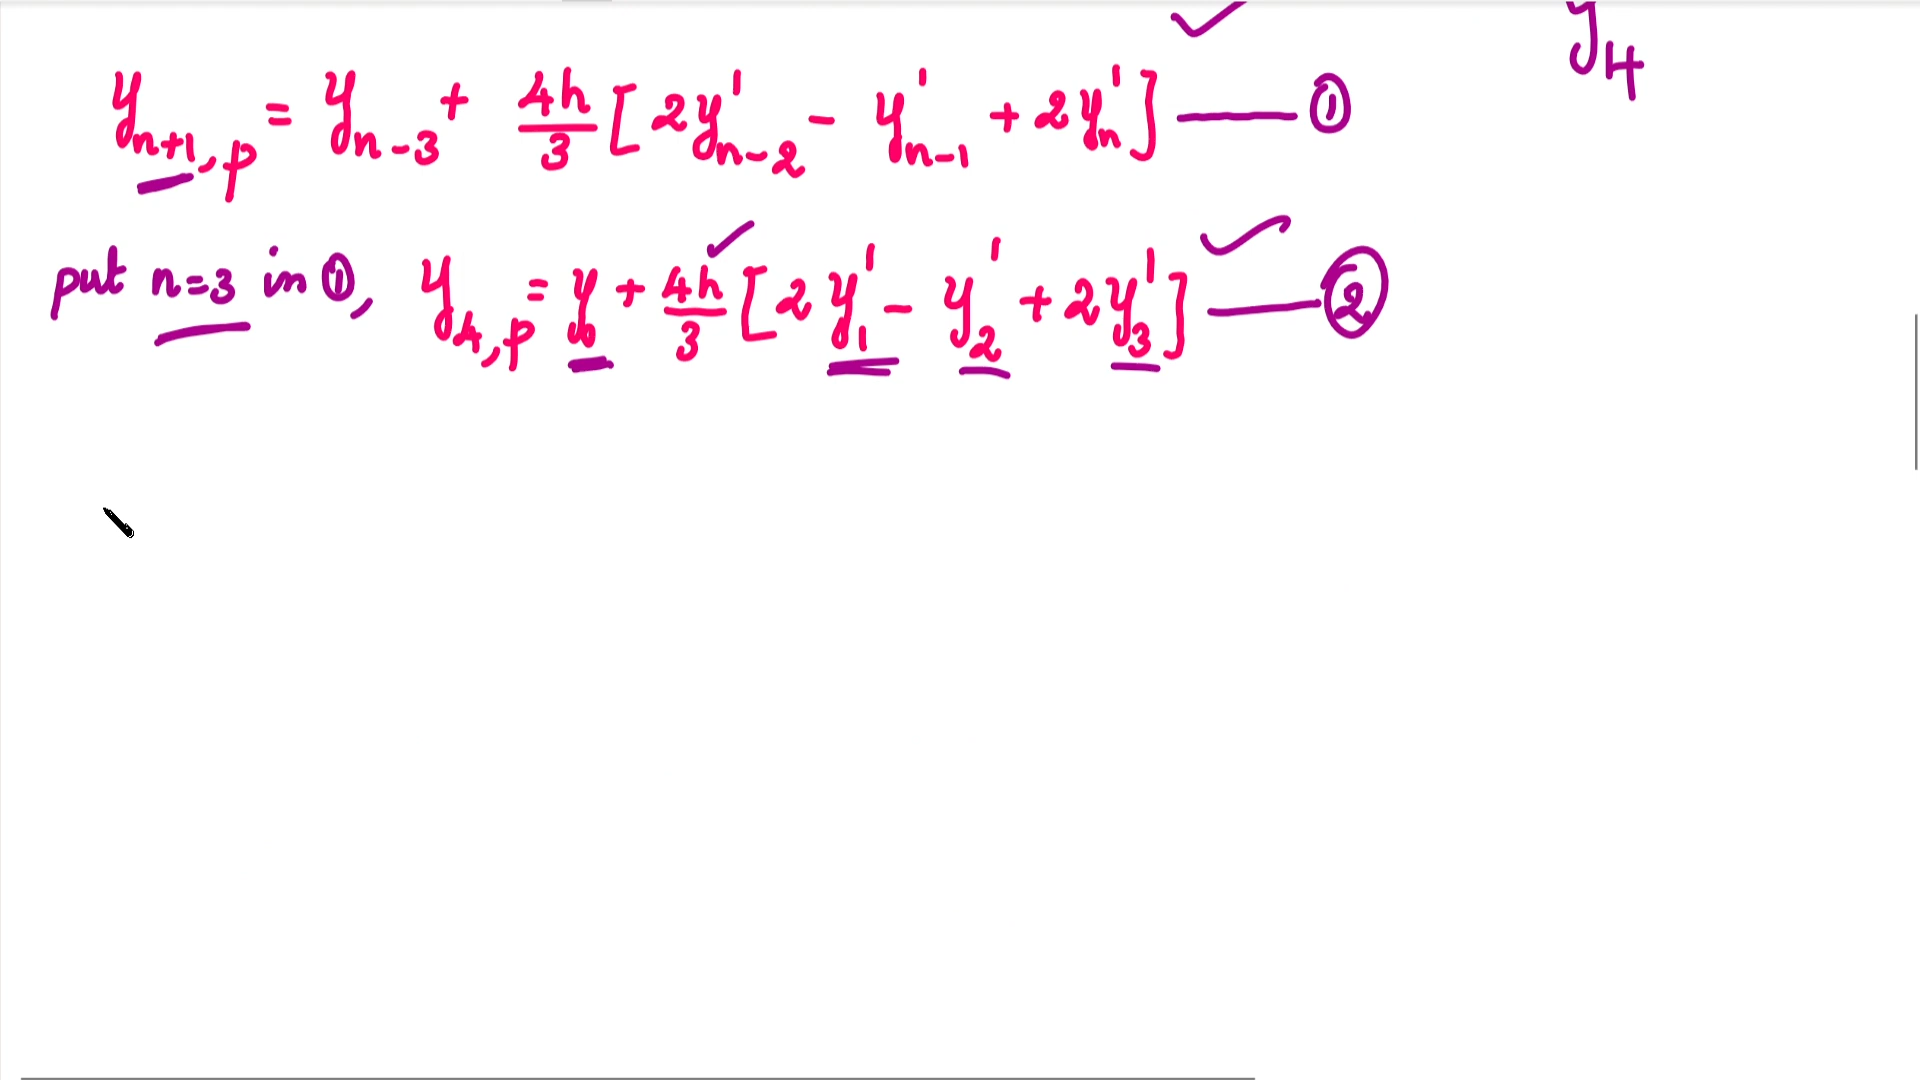 y₄
yₙ₊₁,ₚ = yₙ₋₃ + 4h/3 [2y'ₙ₋₂ - y'ₙ₋₁ + 2y'ₙ] —— ①
put n=3 in ①, y₄,ₚ = y₀ + 4h/3 [2y'₁ - y'₂ + 2y'₃] —— ②